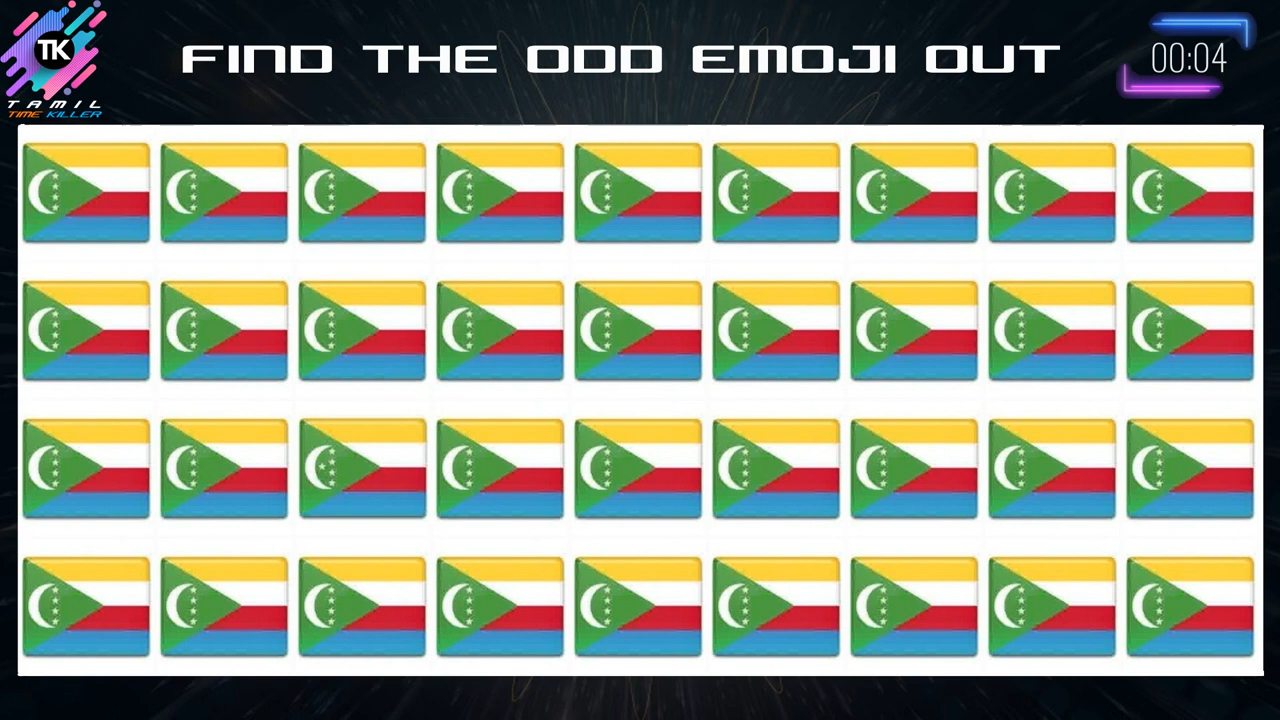 TK
TAMIL
TIME KILLER
FIND THE ODD EMOJI OUT
00:04